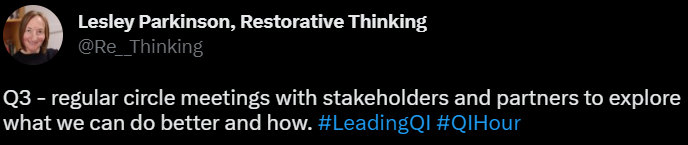 Lesley Parkinson, Restorative Thinking
@Re__Thinking
Q3 - regular circle meetings with stakeholders and partners to explore
what we can do better and how. #LeadingQI #QIHour